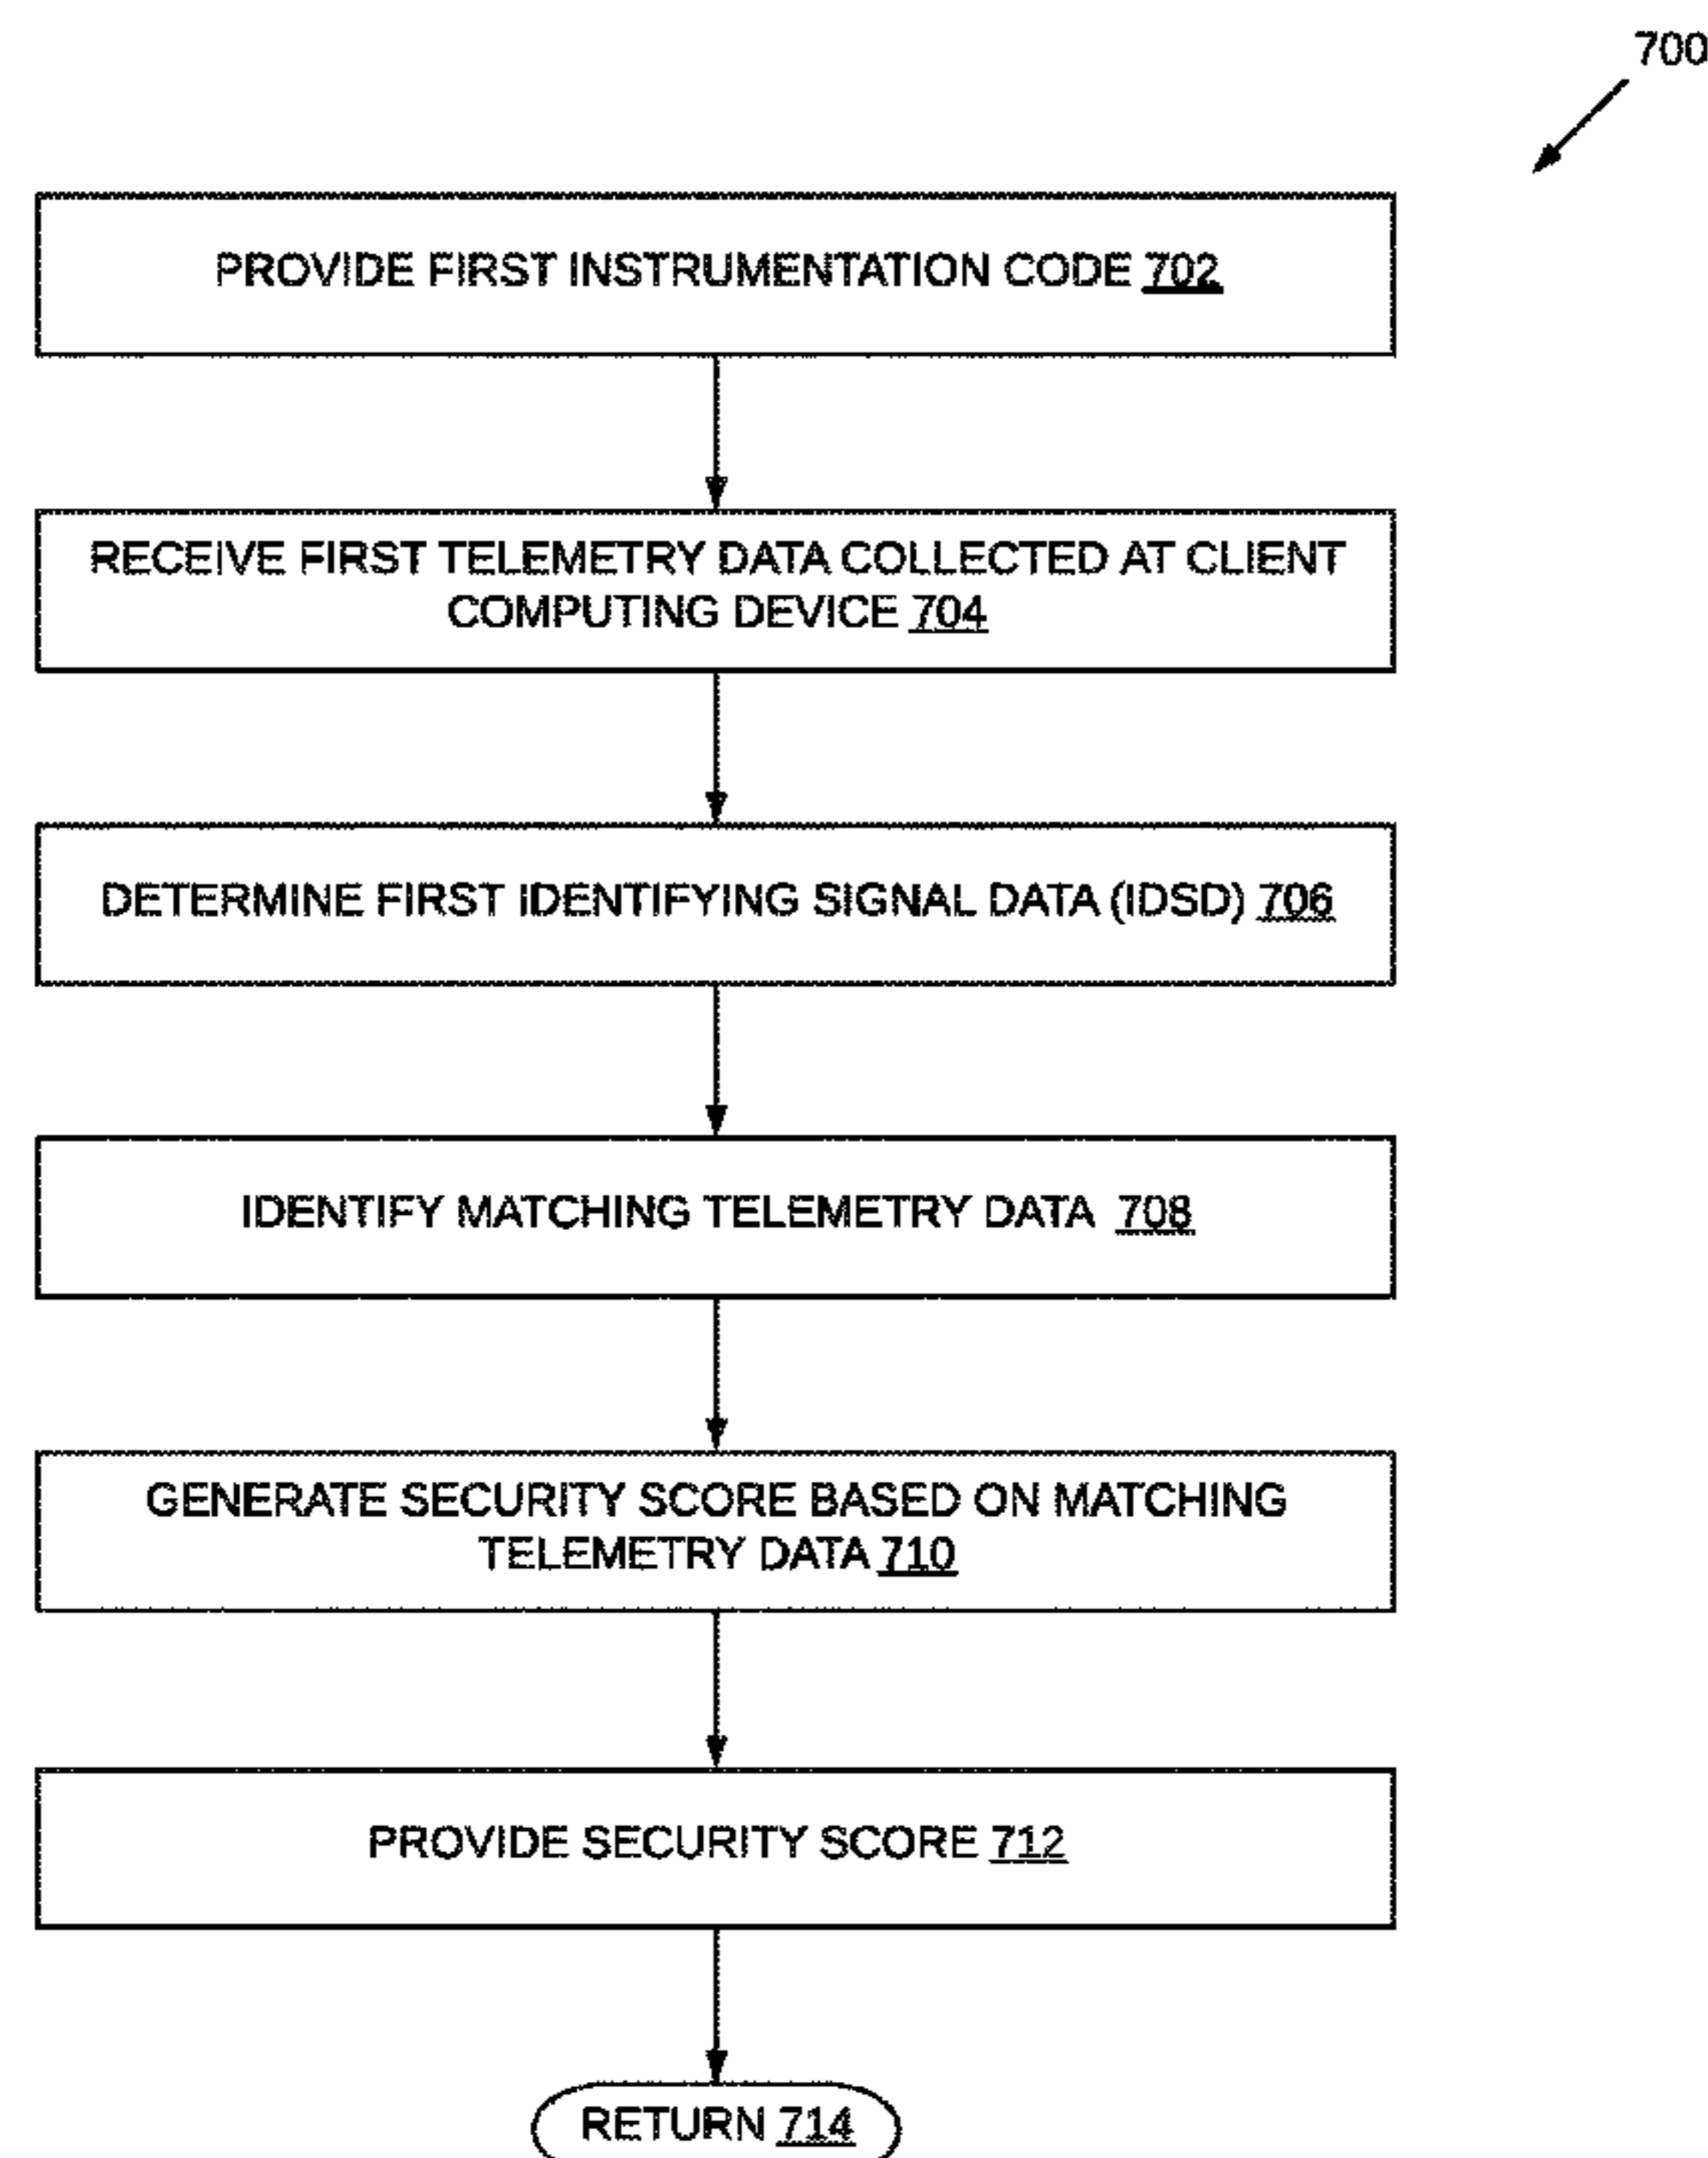 700
PROVIDE FIRST INSTRUMENTATION CODE 702
RECEIVE FIRST TELEMETRY DATA COLLECTED AT CLIENT
COMPUTING DEVICE 704
DETERMINE FIRST IDENTIFYING SIGNAL DATA (IDSD) 706
IDENTIFY MATCHING TELEMETRY DATA 708
GENERATE SECURITY SCORE BASED ON MATCHING
TELEMETRY DATA 710
PROVIDE SECURITY SCORE 712
RETURN 714